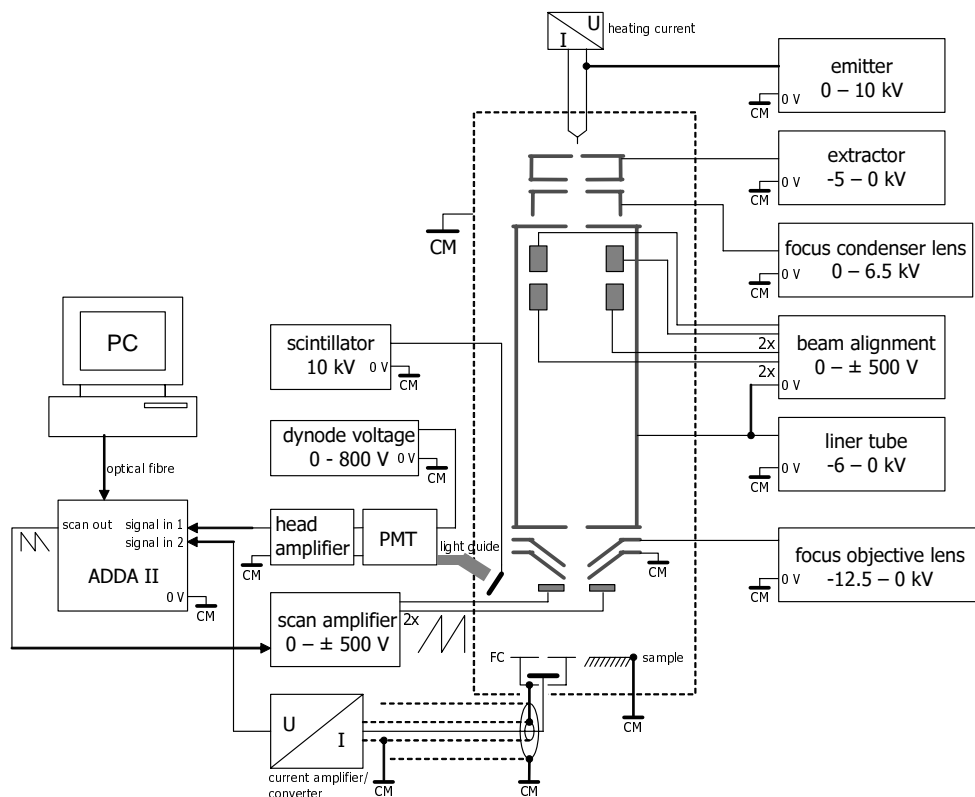 U
I
heating current
emitter
0 – 10 kV
0 V
CM
extractor
-5 – 0 kV
0 V
CM
CM
focus condenser lens
0 – 6.5 kV
0 V
CM
PC
scintillator
10 kV
0 V
CM
2x
2x
beam alignment
0 – ± 500 V
0 V
dynode voltage
0 - 800 V
0 V
CM
liner tube
-6 – 0 kV
0 V
CM
optical fibre
scan out
signal in 1
signal in 2
ADDA II
0 V
CM
head
amplifier
CM
PMT
light guide
CM
focus objective lens
-12.5 – 0 kV
0 V
CM
scan amplifier
0 – ± 500 V
2x
FC
sample
CM
U
I
current amplifier/
converter
CM
CM